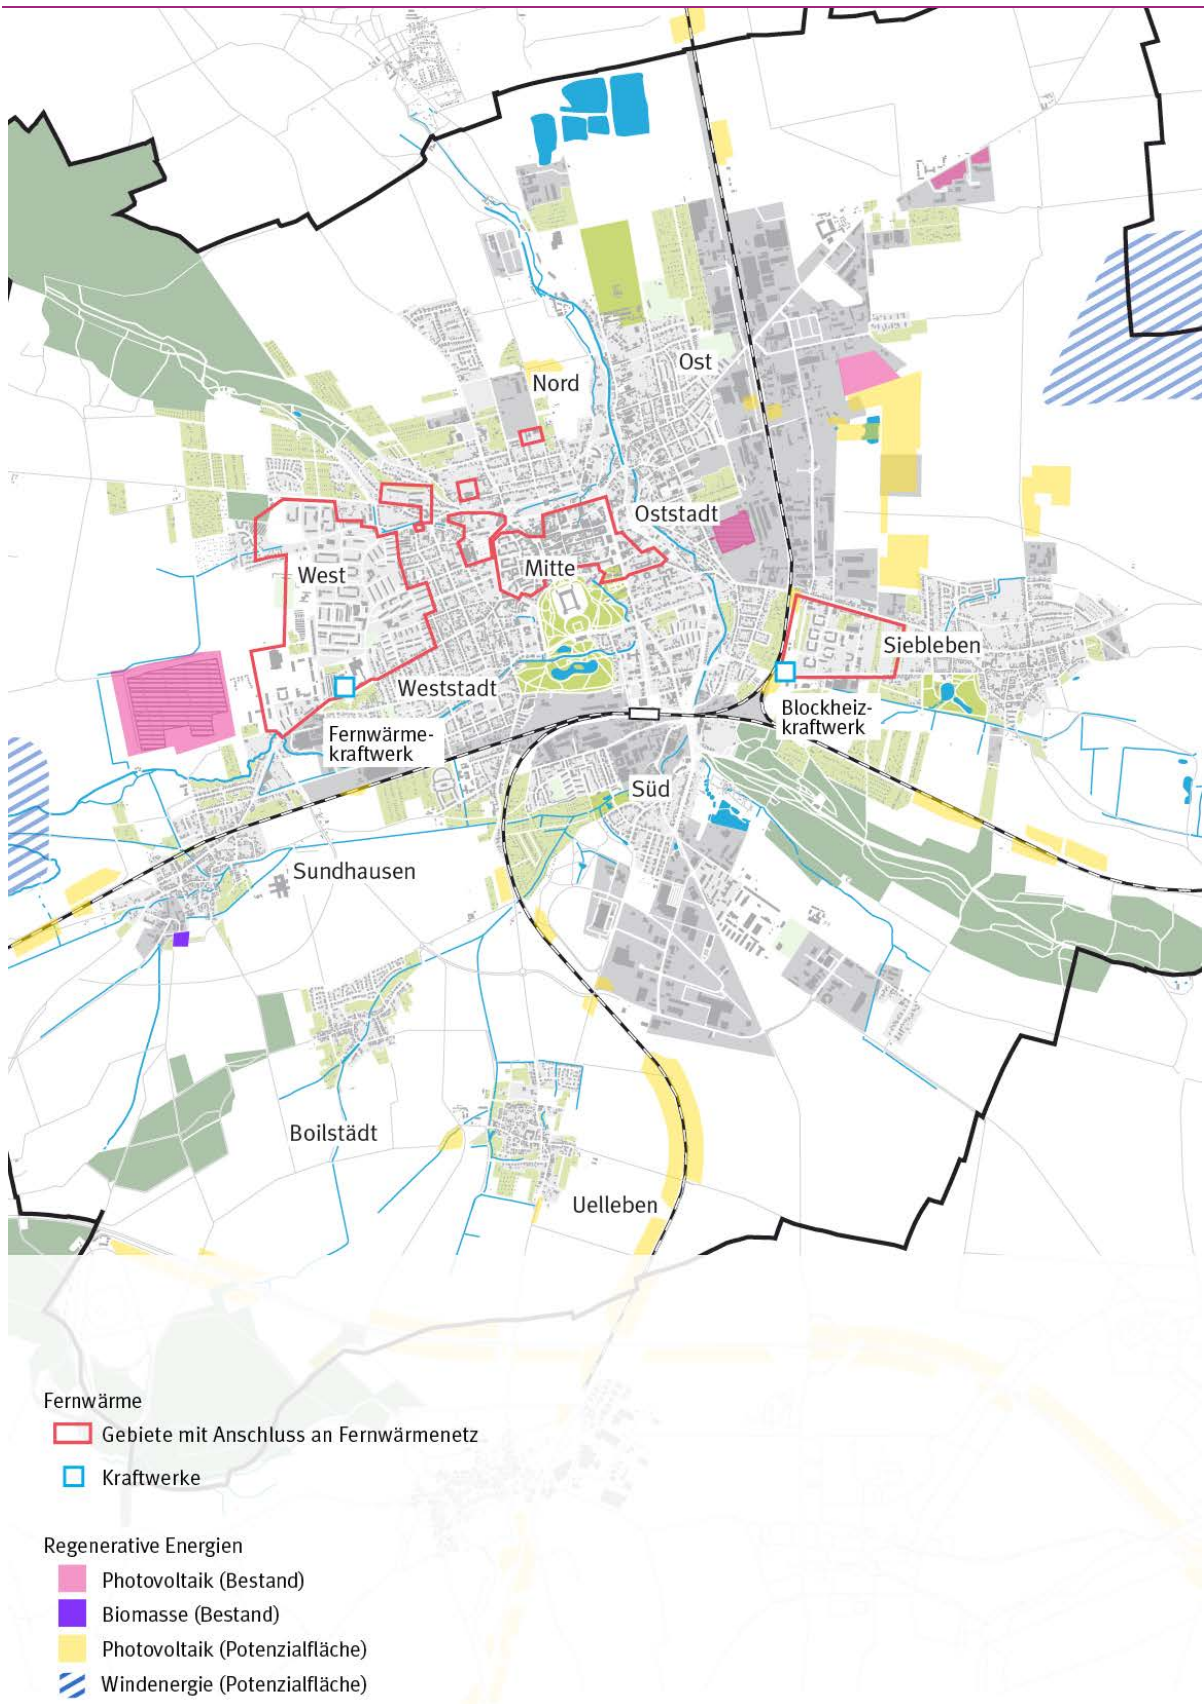 Ost
Nord
Oststadt
Mitte
West
Siebleben
Weststadt
Blockheiz-
kraftwerk
Fernwärme-
kraftwerk
Süd
Sundhausen
Boilstädt
Uelleben
Fernwärme
Gebiete mit Anschluss an Fernwärmenetz
Kraftwerke
Regenerative Energien
Photovoltaik (Bestand)
Biomasse (Bestand)
Photovoltaik (Potenzialfläche)
Windenergie (Potenzialfläche)